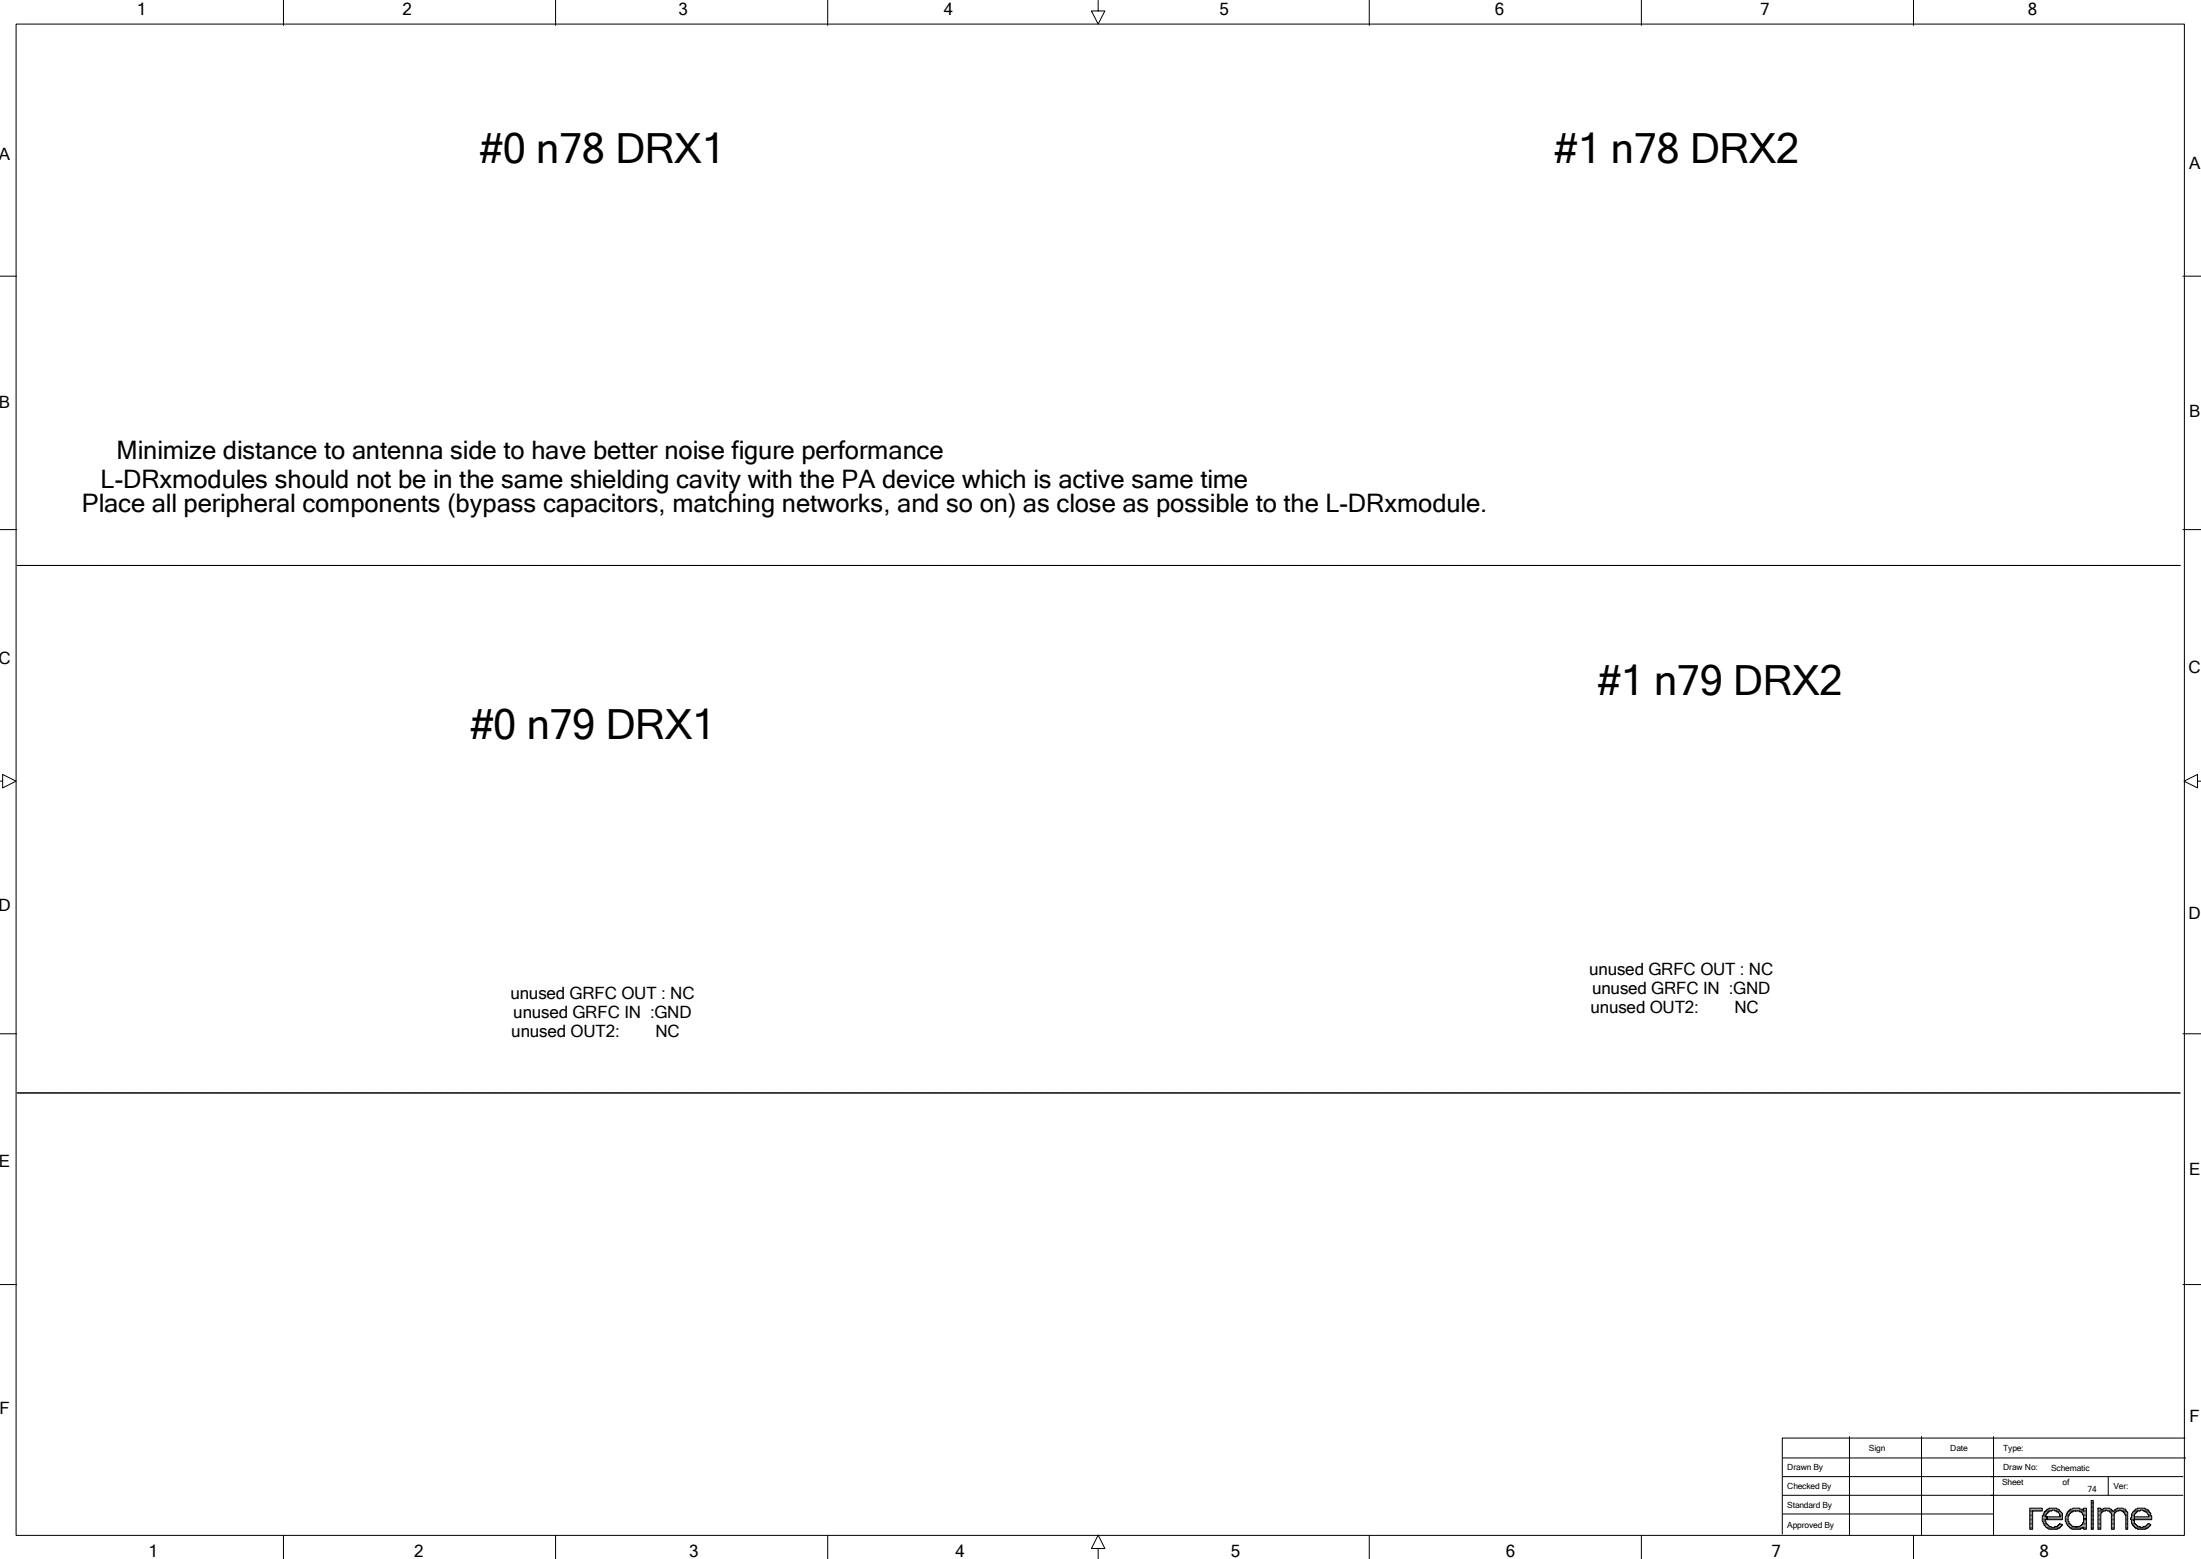 1 2 3 4 5 6 7 8
A A
#0 n78 DRX1 #1 n78 DRX2
B B
Minimize distance to antenna side to have better noise figure performance
L-DRxmodules should not be in the same shielding cavity with the PA device which is active same time
Place all peripheral components (bypass capacitors, matching networks, and so on) as close as possible to the L-DRxmodule.
C C
#1 n79 DRX2
#0 n79 DRX1
D D
unused GRFC OUT : NC
unused GRFC IN :GND
unused OUT2: NC
unused GRFC OUT : NC
unused GRFC IN :GND
unused OUT2: NC
E E
F F
Sign Date Type:
Drawn By Draw No: Schematic
Checked By Sheet of 74 Ver:
Standard By
Approved By
realme
1 2 3 4 5 6 7 8